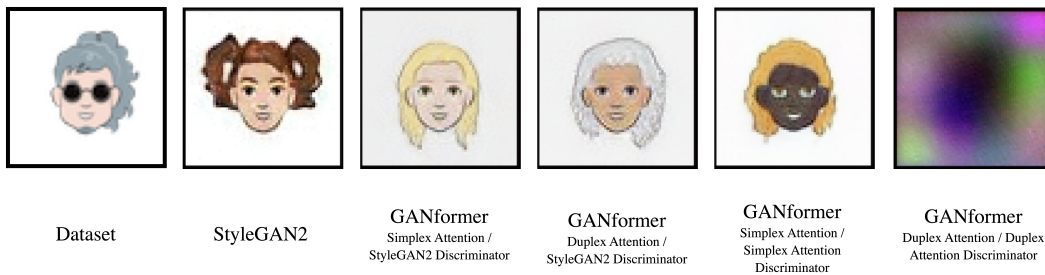 Dataset
StyleGAN2
GANformer
Simplex Attention /
StyleGAN2 Discriminator
GANformer
Duplex Attention /
StyleGAN2 Discriminator
GANformer
Simplex Attention /
Simplex Attention
Discriminator
GANformer
Duplex Attention / Duplex
Attention Discriminator